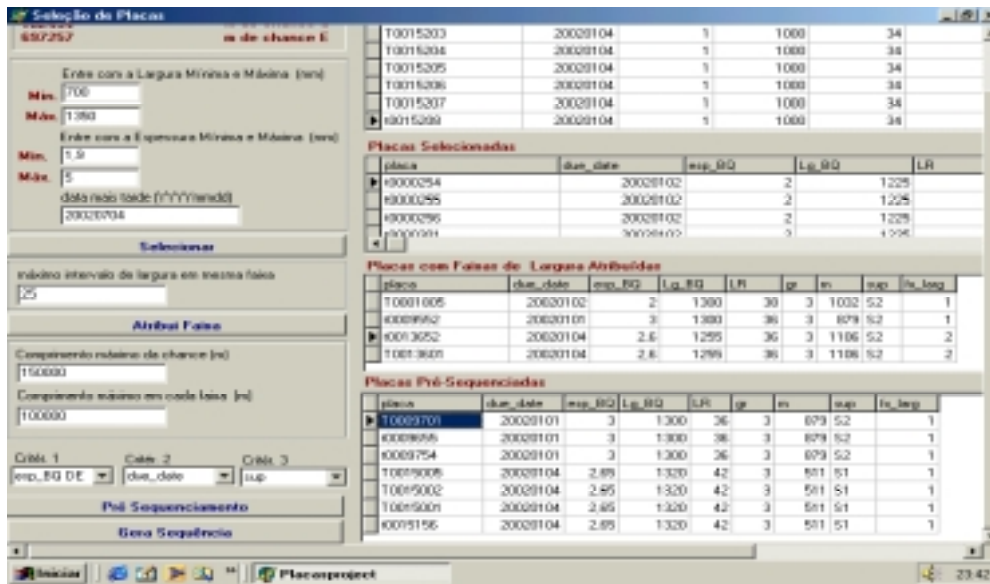 Seleção de Placas
697257 m de chance E
Entre com a Largura Mínima e Máxima (mm)
Min. 700
Máx. 1350
Entre com a Espessura Mínima e Máxima (mm)
Min. 1,9
Máx. 5
data mais tarde (YYYYmmdd)
20020704
Selecionar
máximo intervalo de largura em mesma faixa
25
Atribui Faixa
Comprimento máximo da chance (m)
150000
Comprimento máximo em cada faixa (m)
100000
Critér. 1 Critér. 2 Critér. 3
esp_BQ DE due_date sup
Pré Sequenciamento
Gera Sequência
T0015203 20020104 1 1000 34
T0015204 20020104 1 1000 34
T0015205 20020104 1 1000 34
T0015206 20020104 1 1000 34
T0015207 20020104 1 1000 34
t0015208 20020104 1 1000 34
Placas Selecionadas
placa due_date esp_BQ Lg_BQ LR
t0000254 20020102 2 1225
t0000255 20020102 2 1225
t0000256 20020102 2 1225
20020102 2 1225
Placas com Faixas de Largura Atribuídas
placa due_date esp_BQ Lg_BQ LR gr m sup fx_larg
T0001005 20020102 2 1300 38 3 1032 S2 1
t0009552 20020101 3 1300 36 3 879 S2 1
t0013652 20020104 2,6 1295 36 3 1106 S2 2
T0013601 20020104 2,6 1295 36 3 1106 S2 2
Placas Pré-Sequenciadas
placa due_date esp_BQ Lg_BQ LR gr m sup fx_larg
T0009701 20020101 3 1300 36 3 879 S2 1
t0009655 20020101 3 1300 36 3 879 S2 1
t0009754 20020101 3 1300 36 3 879 S2 1
T0015005 20020104 2,65 1320 42 3 511 S1 1
T0015002 20020104 2,65 1320 42 3 511 S1 1
T0015001 20020104 2,65 1320 42 3 511 S1 1
t0015156 20020104 2,65 1320 42 3 511 S1 1
Iniciar Placasproject 23:42